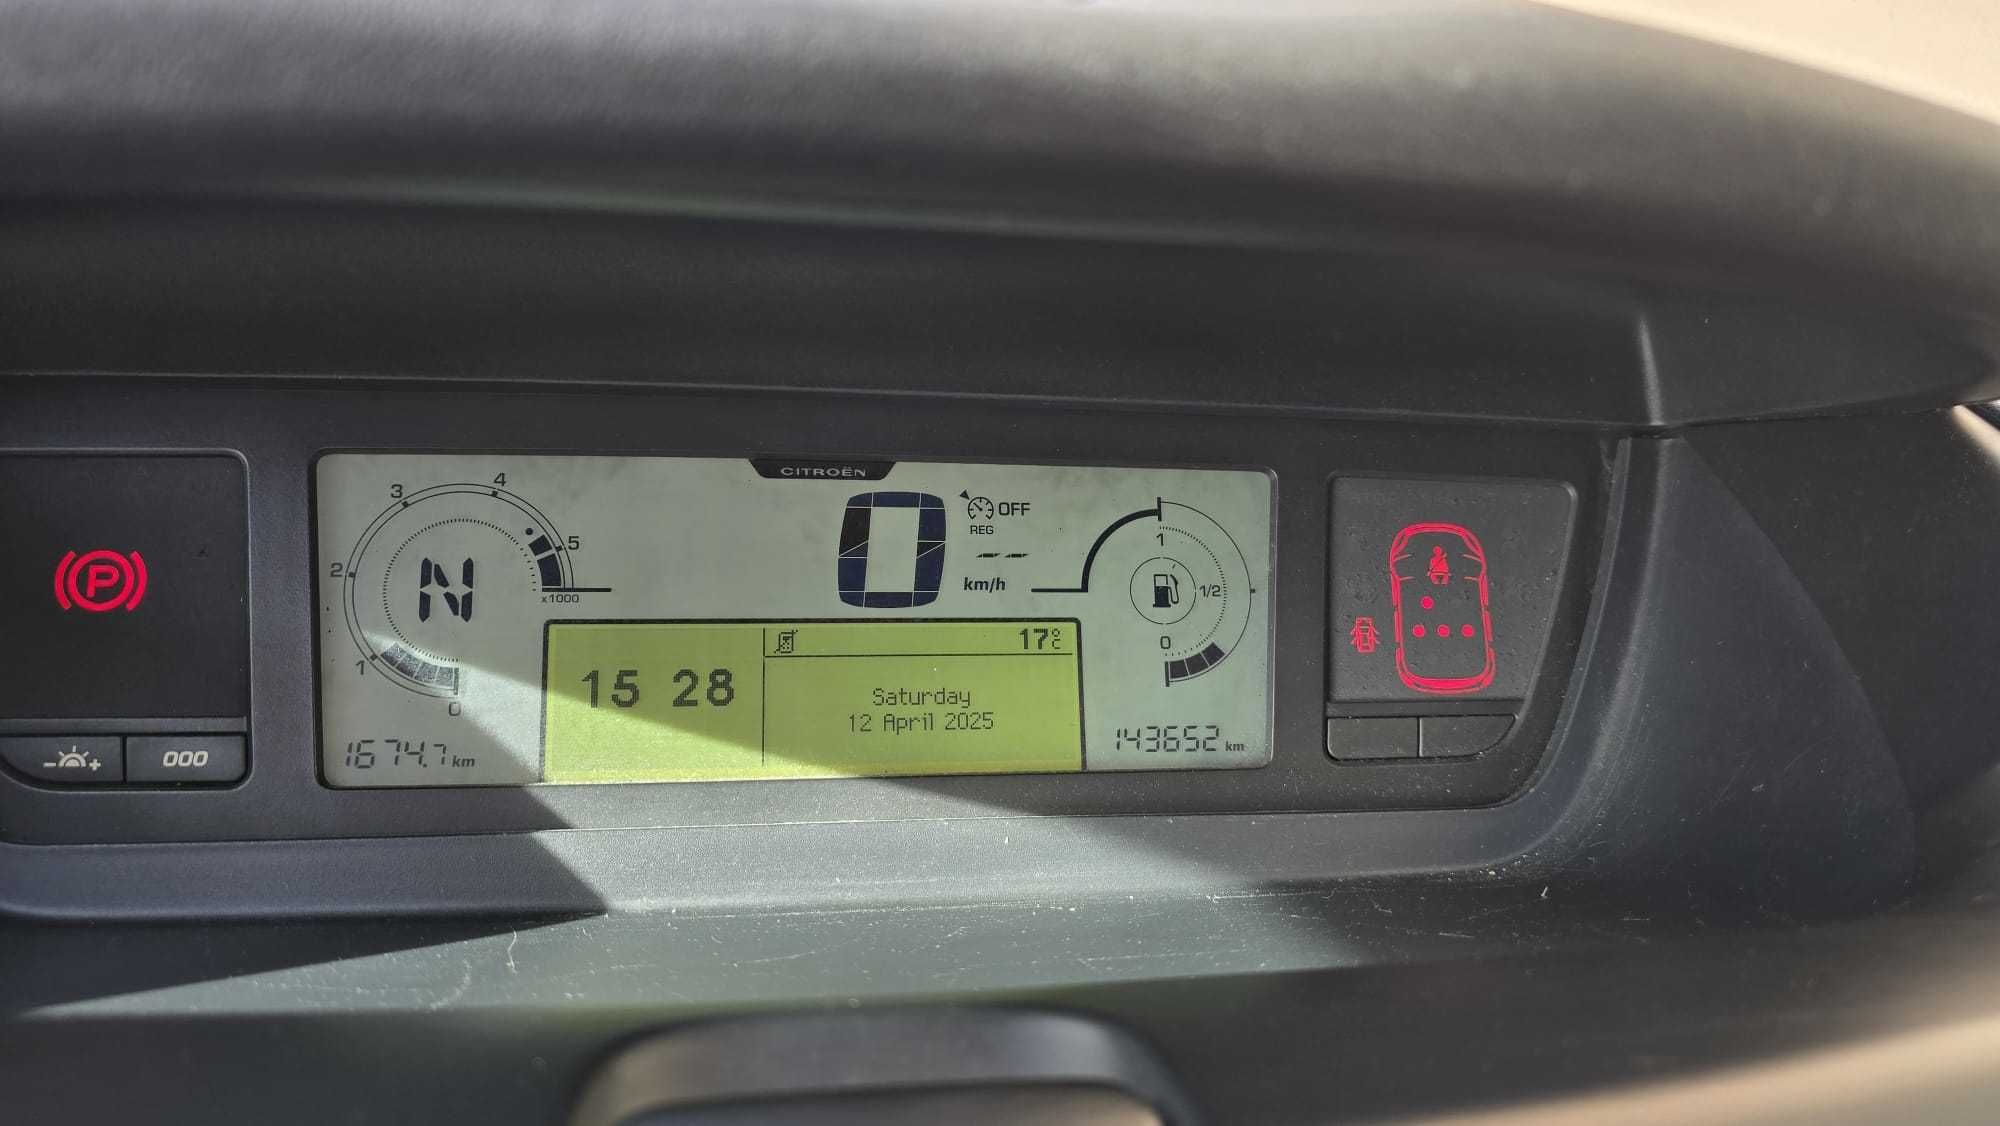 CITROËN
P
4
3
5
2
x1000
N
1
0
1674.7 km
0
OFF
REG
-- --
km/h
15 28
17°C
Saturday
12 April 2025
1
1/2
0
143652 km
- +
000